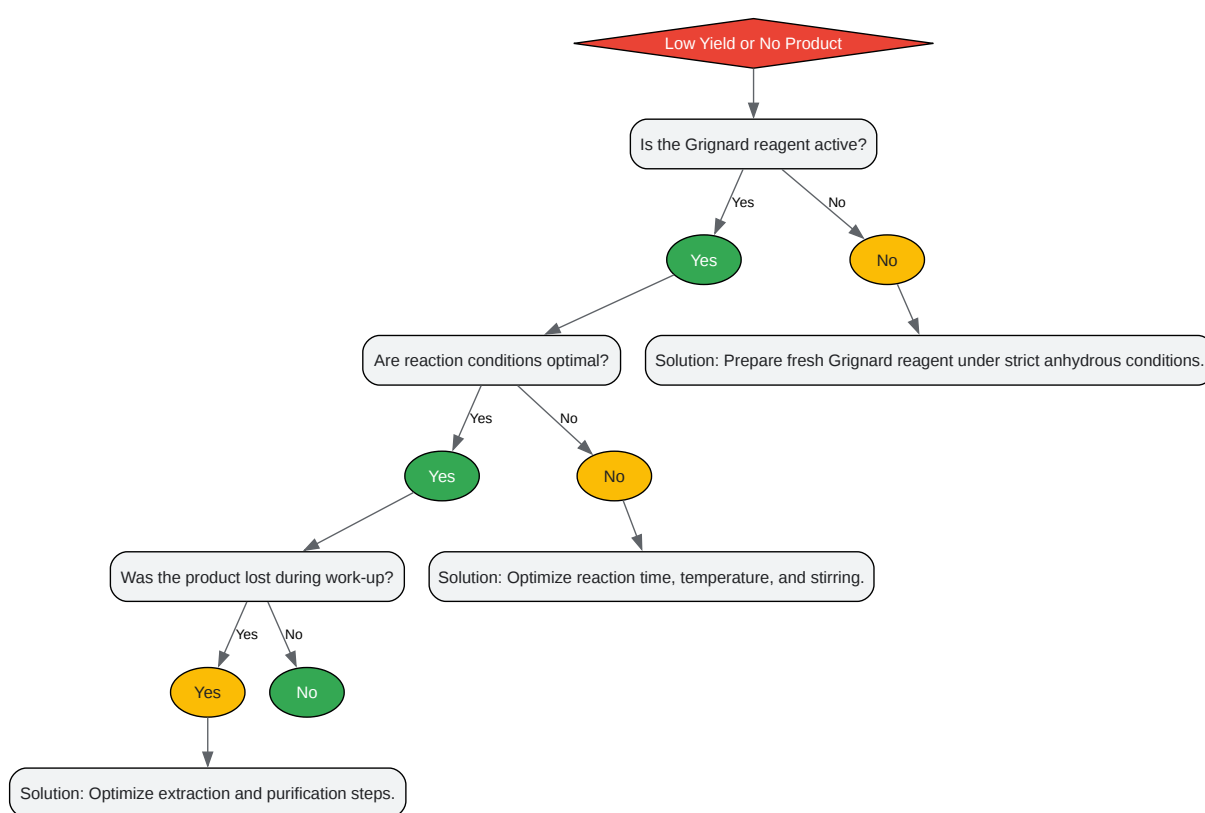 Low Yield or No Product
Is the Grignard reagent active?
Yes
No
Yes
No
Are reaction conditions optimal?
Solution: Prepare fresh Grignard reagent under strict anhydrous conditions.
Yes
No
Yes
No
Was the product lost during work-up?
Solution: Optimize reaction time, temperature, and stirring.
Yes
No
Yes
No
Solution: Optimize extraction and purification steps.